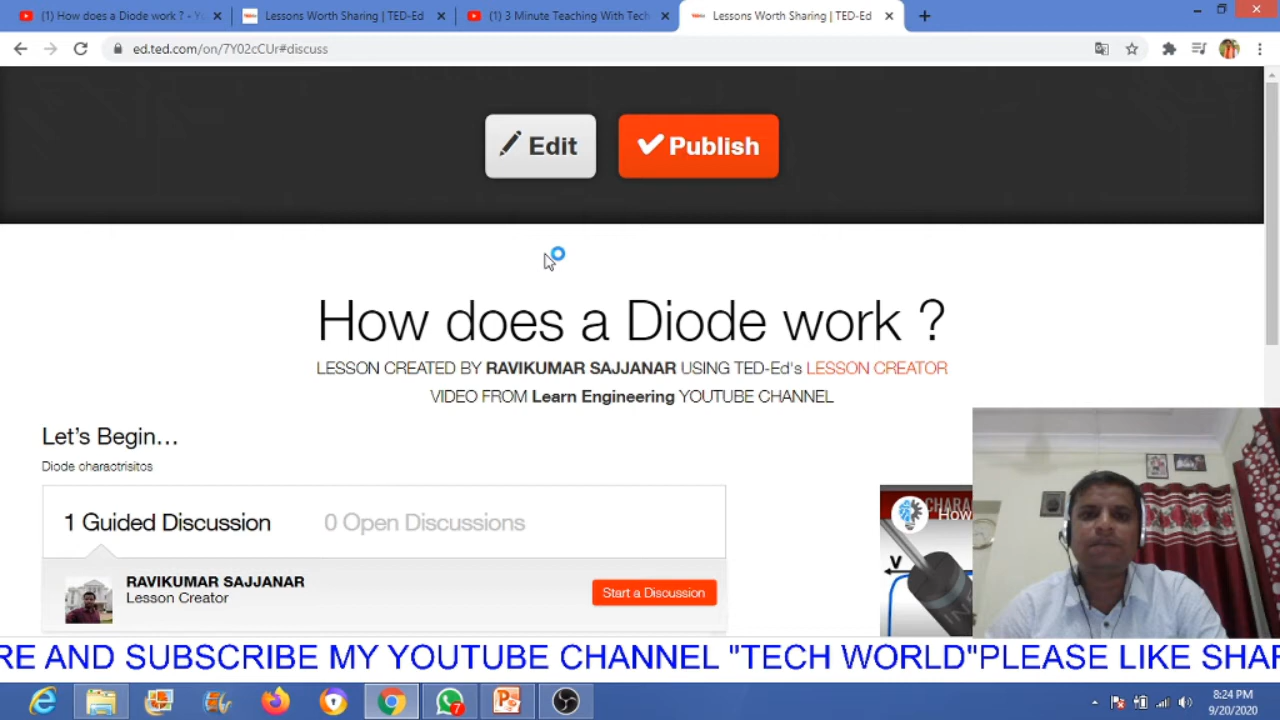 (1) How does a Diode work ? - Y
Lessons Worth Sharing | TED-Ed
(1) 3 Minute Teaching With Tech
Lessons Worth Sharing | TED-Ed
ed.ted.com/on/7Y02cCUr#discuss
Edit
Publish
How does a Diode work ?
LESSON CREATED BY RAVIKUMAR SAJJANAR USING TED-Ed's LESSON CREATOR
VIDEO FROM Learn Engineering YOUTUBE CHANNEL
Let's Begin…
Diode charactrisitcs
1 Guided Discussion
0 Open Discussions
CHARA
How
V
RAVIKUMAR SAJJANAR
Lesson Creator
Start a Discussion
RE AND SUBSCRIBE MY YOUTUBE CHANNEL "TECH WORLD"PLEASE LIKE SHAR
7
8:24 PM
9/20/2020